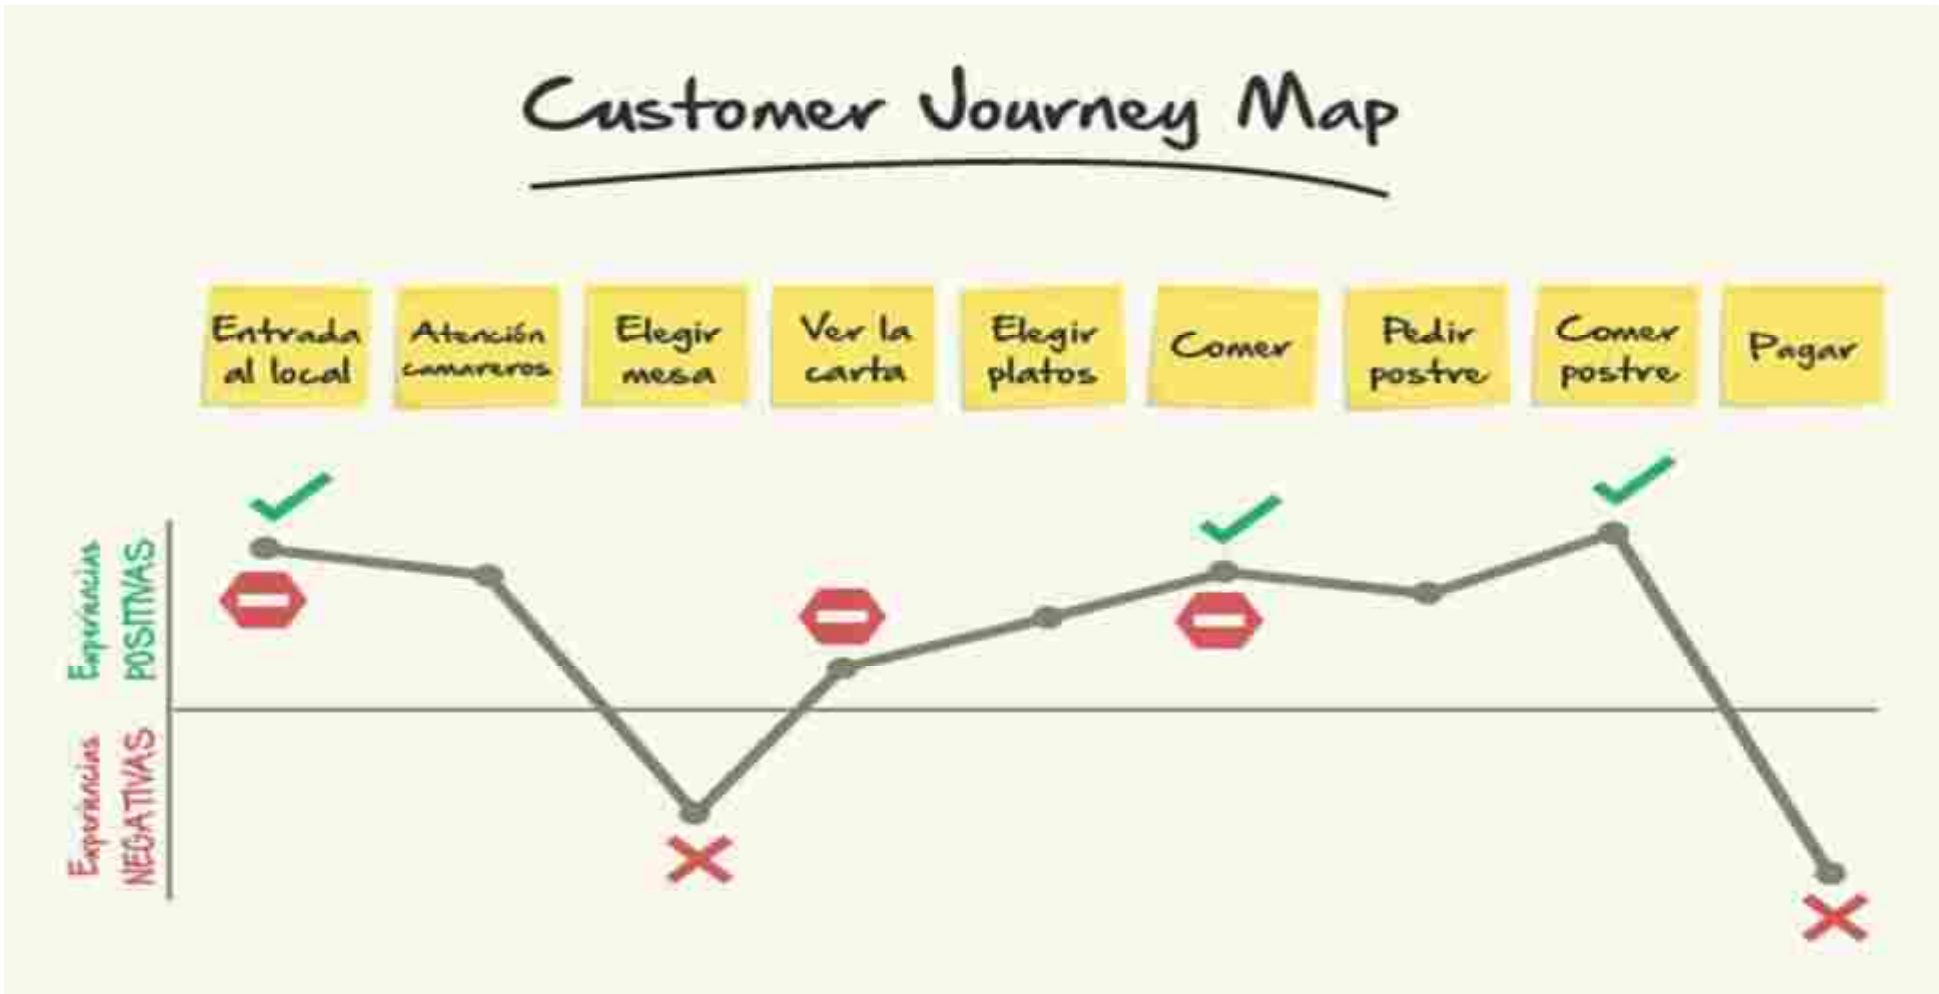 Customer Journey Map
Entrada
al local
Atención
camareros
Elegir
mesa
Ver la
carta
Elegir
platos
Comer
Pedir
postre
Comer
postre
Pagar
Experiencias
POSITIVAS
Experiencias
NEGATIVAS